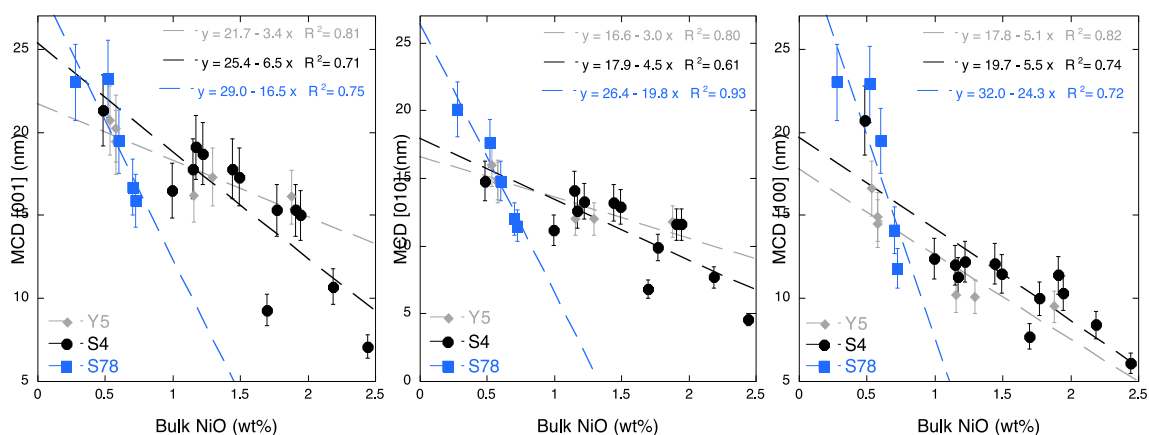 y = 21.7 - 3.4 x R²= 0.81
y = 25.4 - 6.5 x R²= 0.71
y = 29.0 - 16.5 x R²= 0.75
25
20
15
10
5
MCD [001] (nm)
Y5
S4
S78
0 0.5 1 1.5 2 2.5
Bulk NiO (wt%)
y = 16.6 - 3.0 x R²= 0.80
y = 17.9 - 4.5 x R²= 0.61
y = 26.4 - 19.8 x R²= 0.93
25
20
15
10
5
0
MCD [010] (nm)
Y5
S4
S78
0 0.5 1 1.5 2 2.5
Bulk NiO (wt%)
y = 17.8 - 5.1 x R²= 0.82
y = 19.7 - 5.5 x R²= 0.74
y = 32.0 - 24.3 x R²= 0.72
25
20
15
10
5
MCD [100] (nm)
Y5
S4
S78
0 0.5 1 1.5 2 2.5
Bulk NiO (wt%)